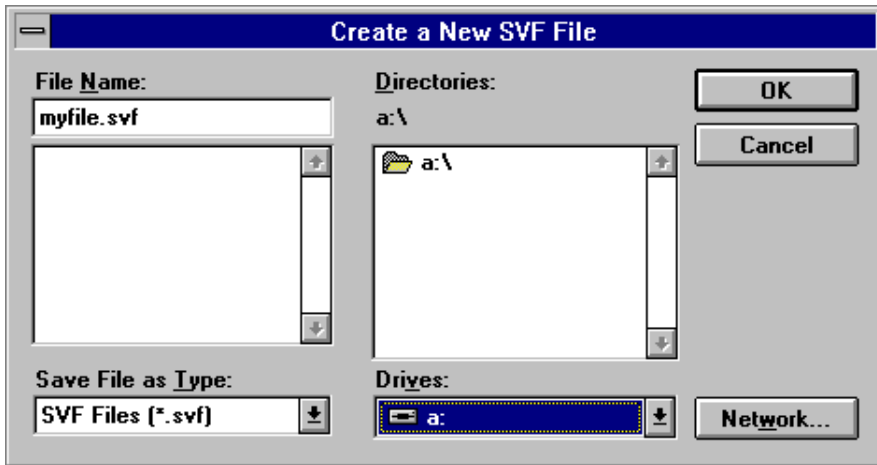 Create a New SVF File
File Name:
myfile.svf
Directories:
a:\
a:\
OK
Cancel
Save File as Type:
SVF Files (*.svf)
Drives:
a:
Network...